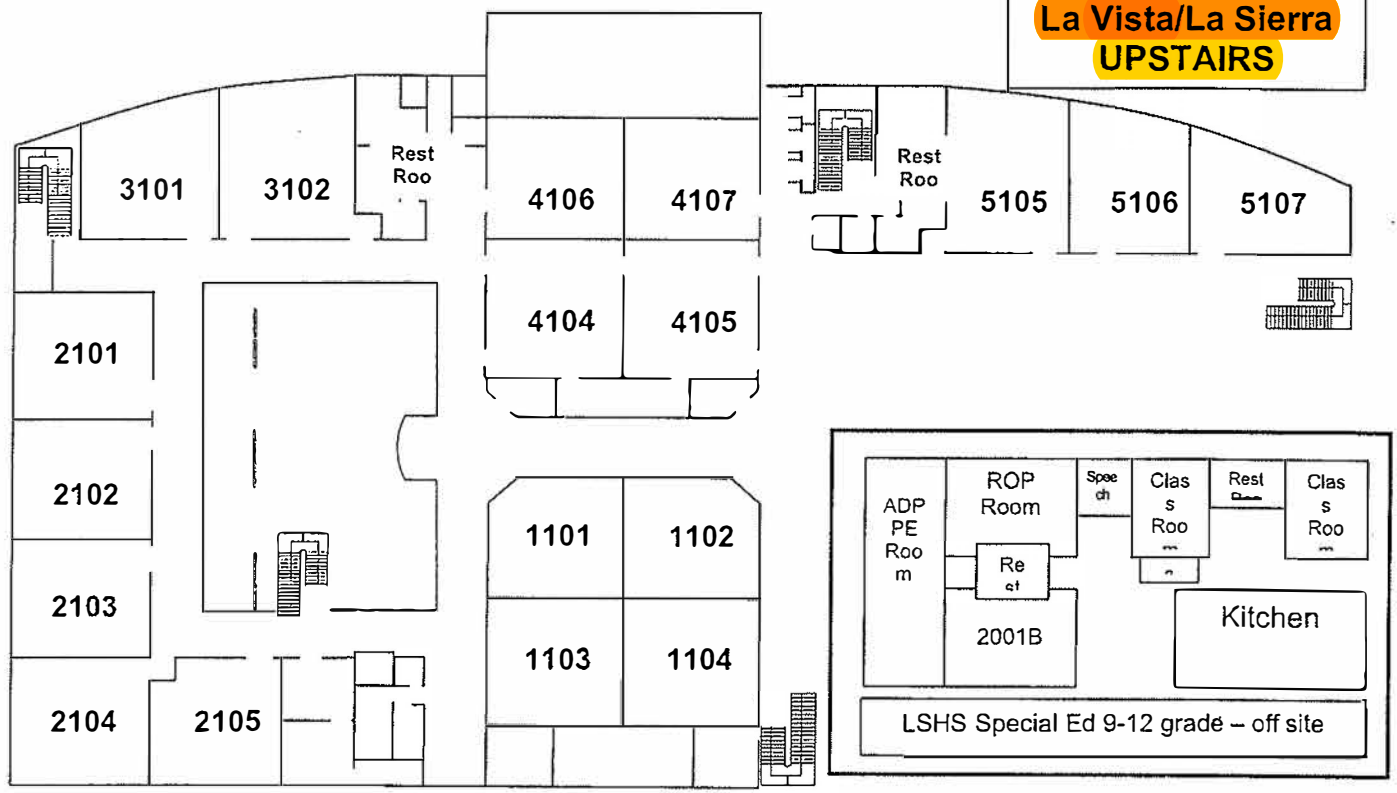 La Vista/La Sierra
UPSTAIRS
3101
3102
Rest
Roo
4106
4107
Rest
Roo
5105
5106
5107
4104
4105
2101
2102
2103
2104
2105
1101
1102
1103
1104
ADP
PE
Roo
m
ROP
Room
Spee
ch
Clas
s
Roo
m
Rest
Clas
s
Roo
m
Re
st
2001B
Kitchen
LSHS Special Ed 9-12 grade – off site